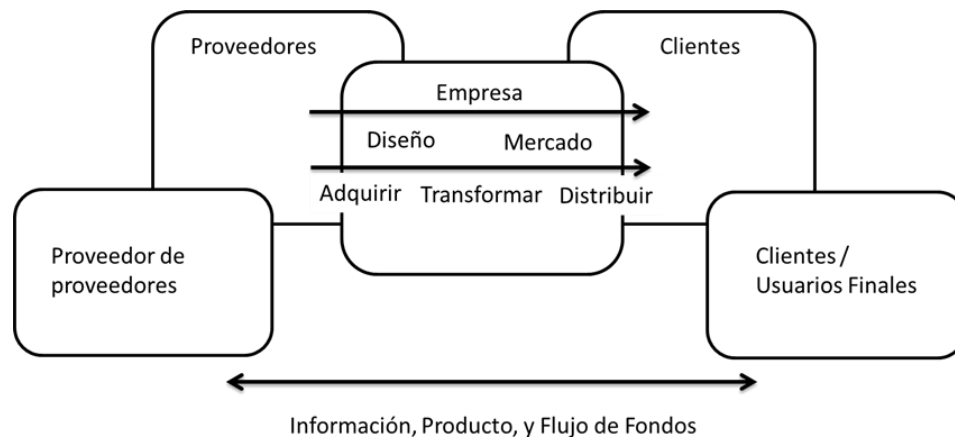 Proveedores
Clientes
Empresa
Diseño
Mercado
Adquirir
Transformar
Distribuir
Proveedor de
proveedores
Clientes /
Usuarios Finales
Información, Producto, y Flujo de Fondos